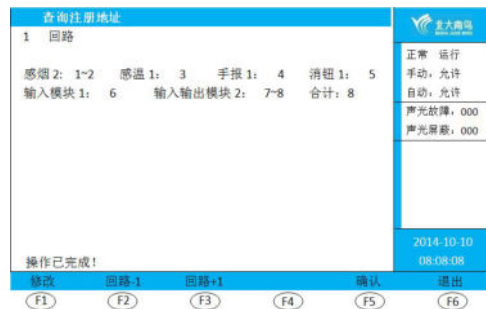 查询注册地址
1 回路
感烟2: 1~2 感温1: 3 手报1: 4 消钮1: 5
输入模块1: 6 输入输出模块2: 7~8 合计: 8
操作已完成!
北大青鸟
正常 运行
手动, 允许
自动, 允许
声光故障, 000
声光屏蔽, 000
2014-10-10
08:08:08
修改 回路-1 回路+1 确认 退出
F1 F2 F3 F4 F5 F6